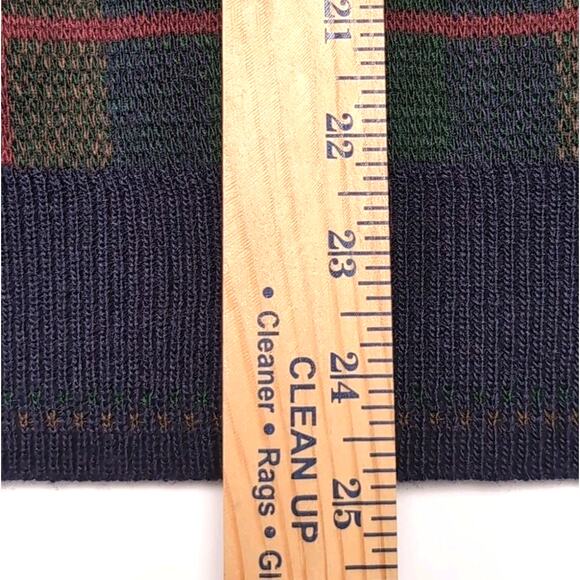 21
22
23
24
25
CLEAN UP
• Cleaner • Rags • Gl